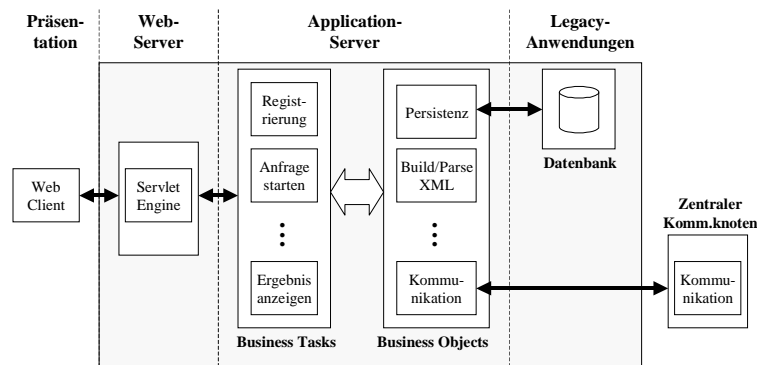 Präsen-
tation
Web-
Server
Application-
Server
Legacy-
Anwendungen
Regist-
rierung
Persistenz
Datenbank
Web
Client
Servlet
Engine
Anfrage
starten
Build/Parse
XML
Zentraler
Komm.knoten
Ergebnis
anzeigen
Kommu-
nikation
Kommu-
nikation
Business Tasks
Business Objects